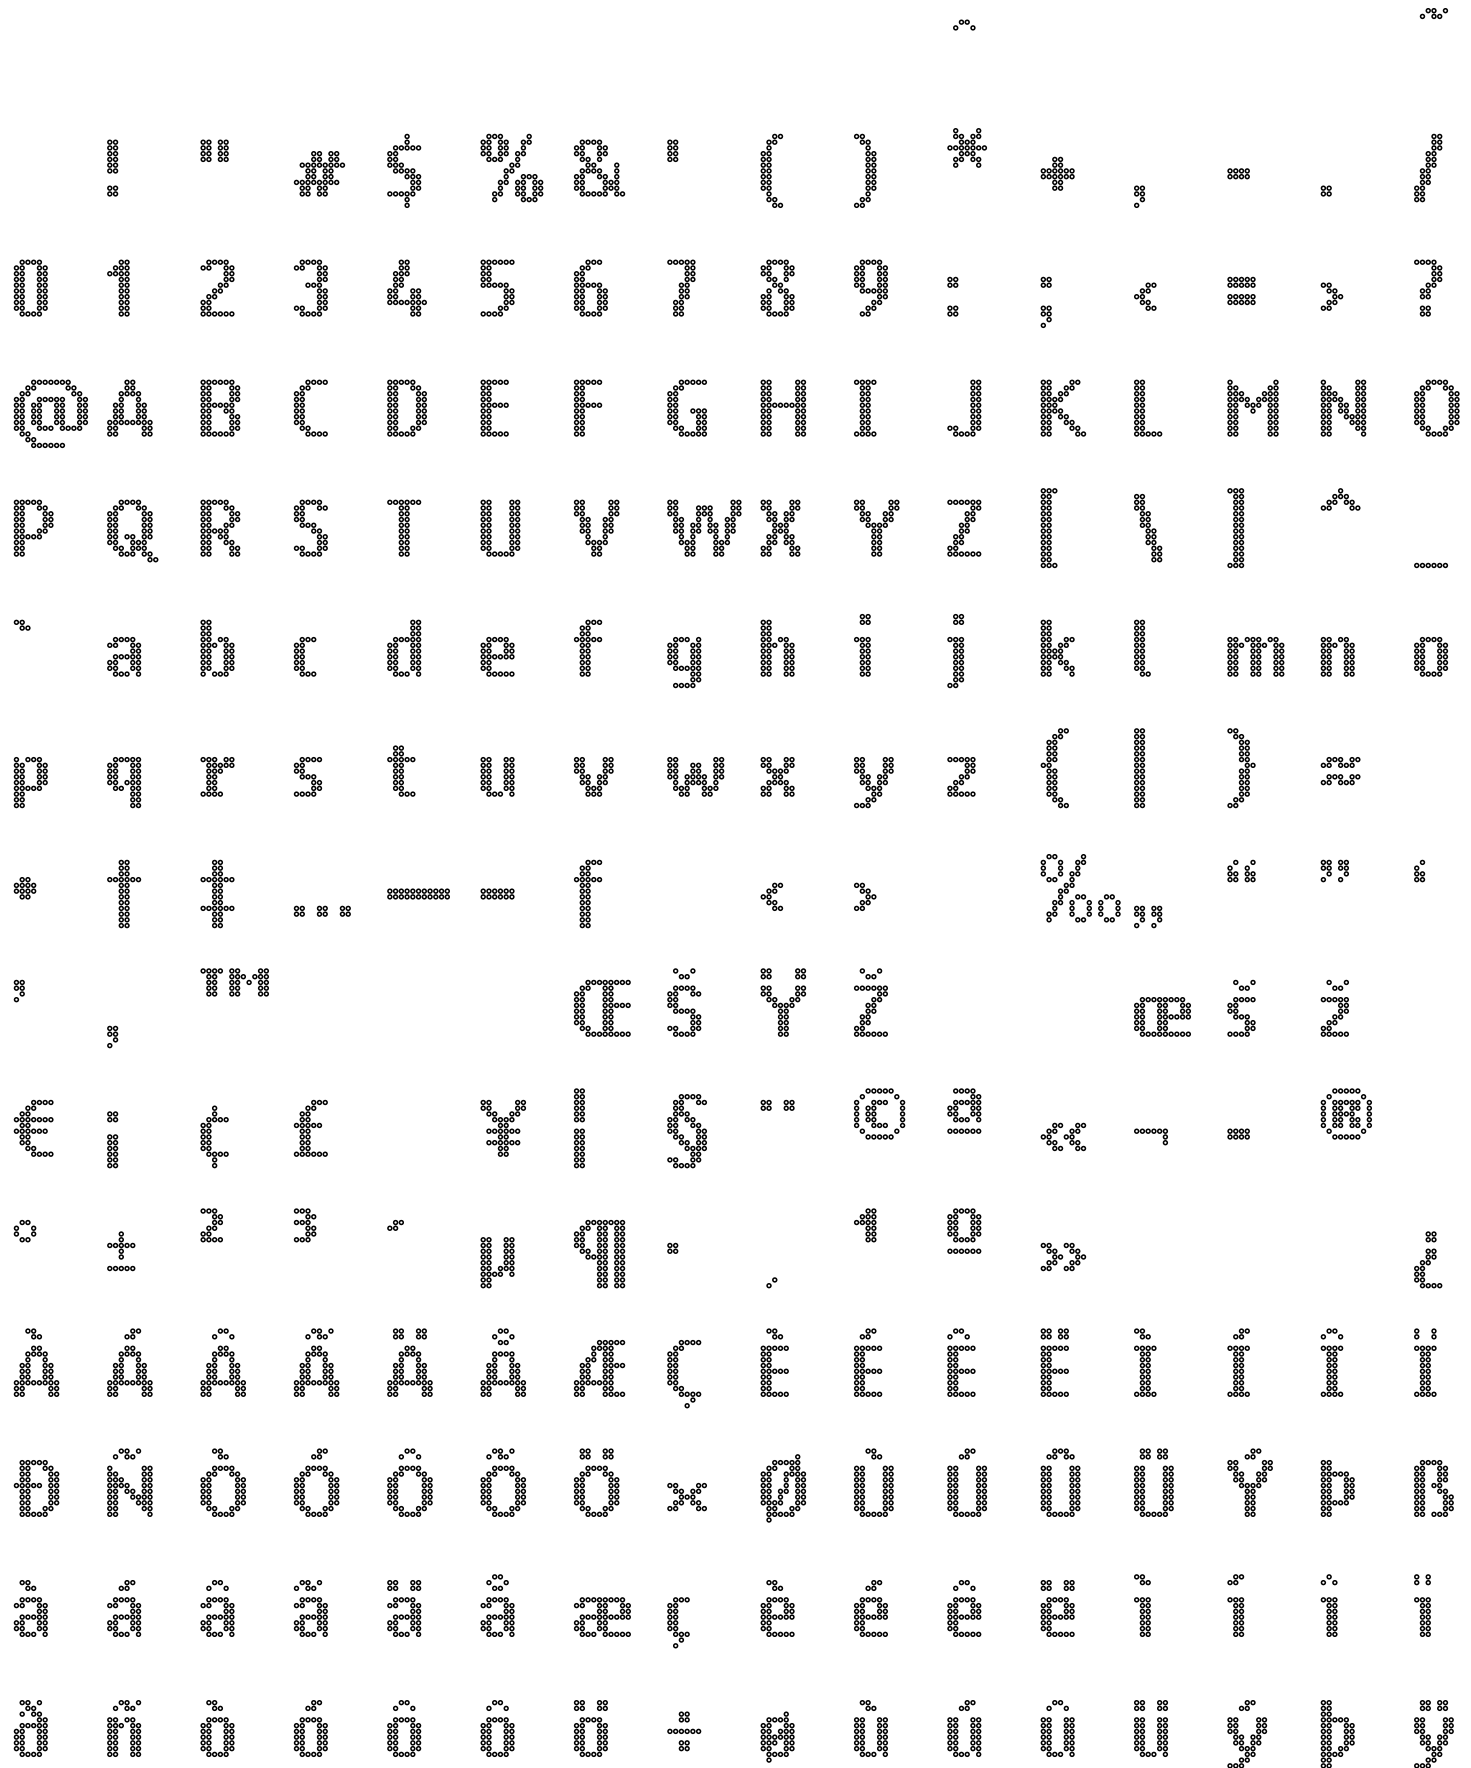 ˆ ˜
! " # $ % & ' ( ) * + , - . /
0 1 2 3 4 5 6 7 8 9 : ; < = > ?
@ A B C D E F G H I J K L M N O
P Q R S T U V W X Y Z [ \ ] ^ _
` a b c d e f g h i j k l m n o
p q r s t u v w x y z { | } ~
• † ‡ … — – ƒ ‹ › ‰ „ “ ” ‘
’ ‚ ™ Œ Š Ÿ Ž œ š ž
€ ¡ ¢ £ ¥ ¦ § ¨ © ª « ¬ - ®
° ± ² ³ ´ µ ¶ · ¸ ¹ º » ¿
À Á Â Ã Ä Å Æ Ç È É Ê Ë Ì Í Î Ï
Ð Ñ Ò Ó Ô Õ Ö × Ø Ù Ú Û Ü Ý Þ ß
à á â ã ä å æ ç è é ê ë ì í î ï
ð ñ ò ó ô õ ö ÷ ø ù ú û ü ý þ ÿ